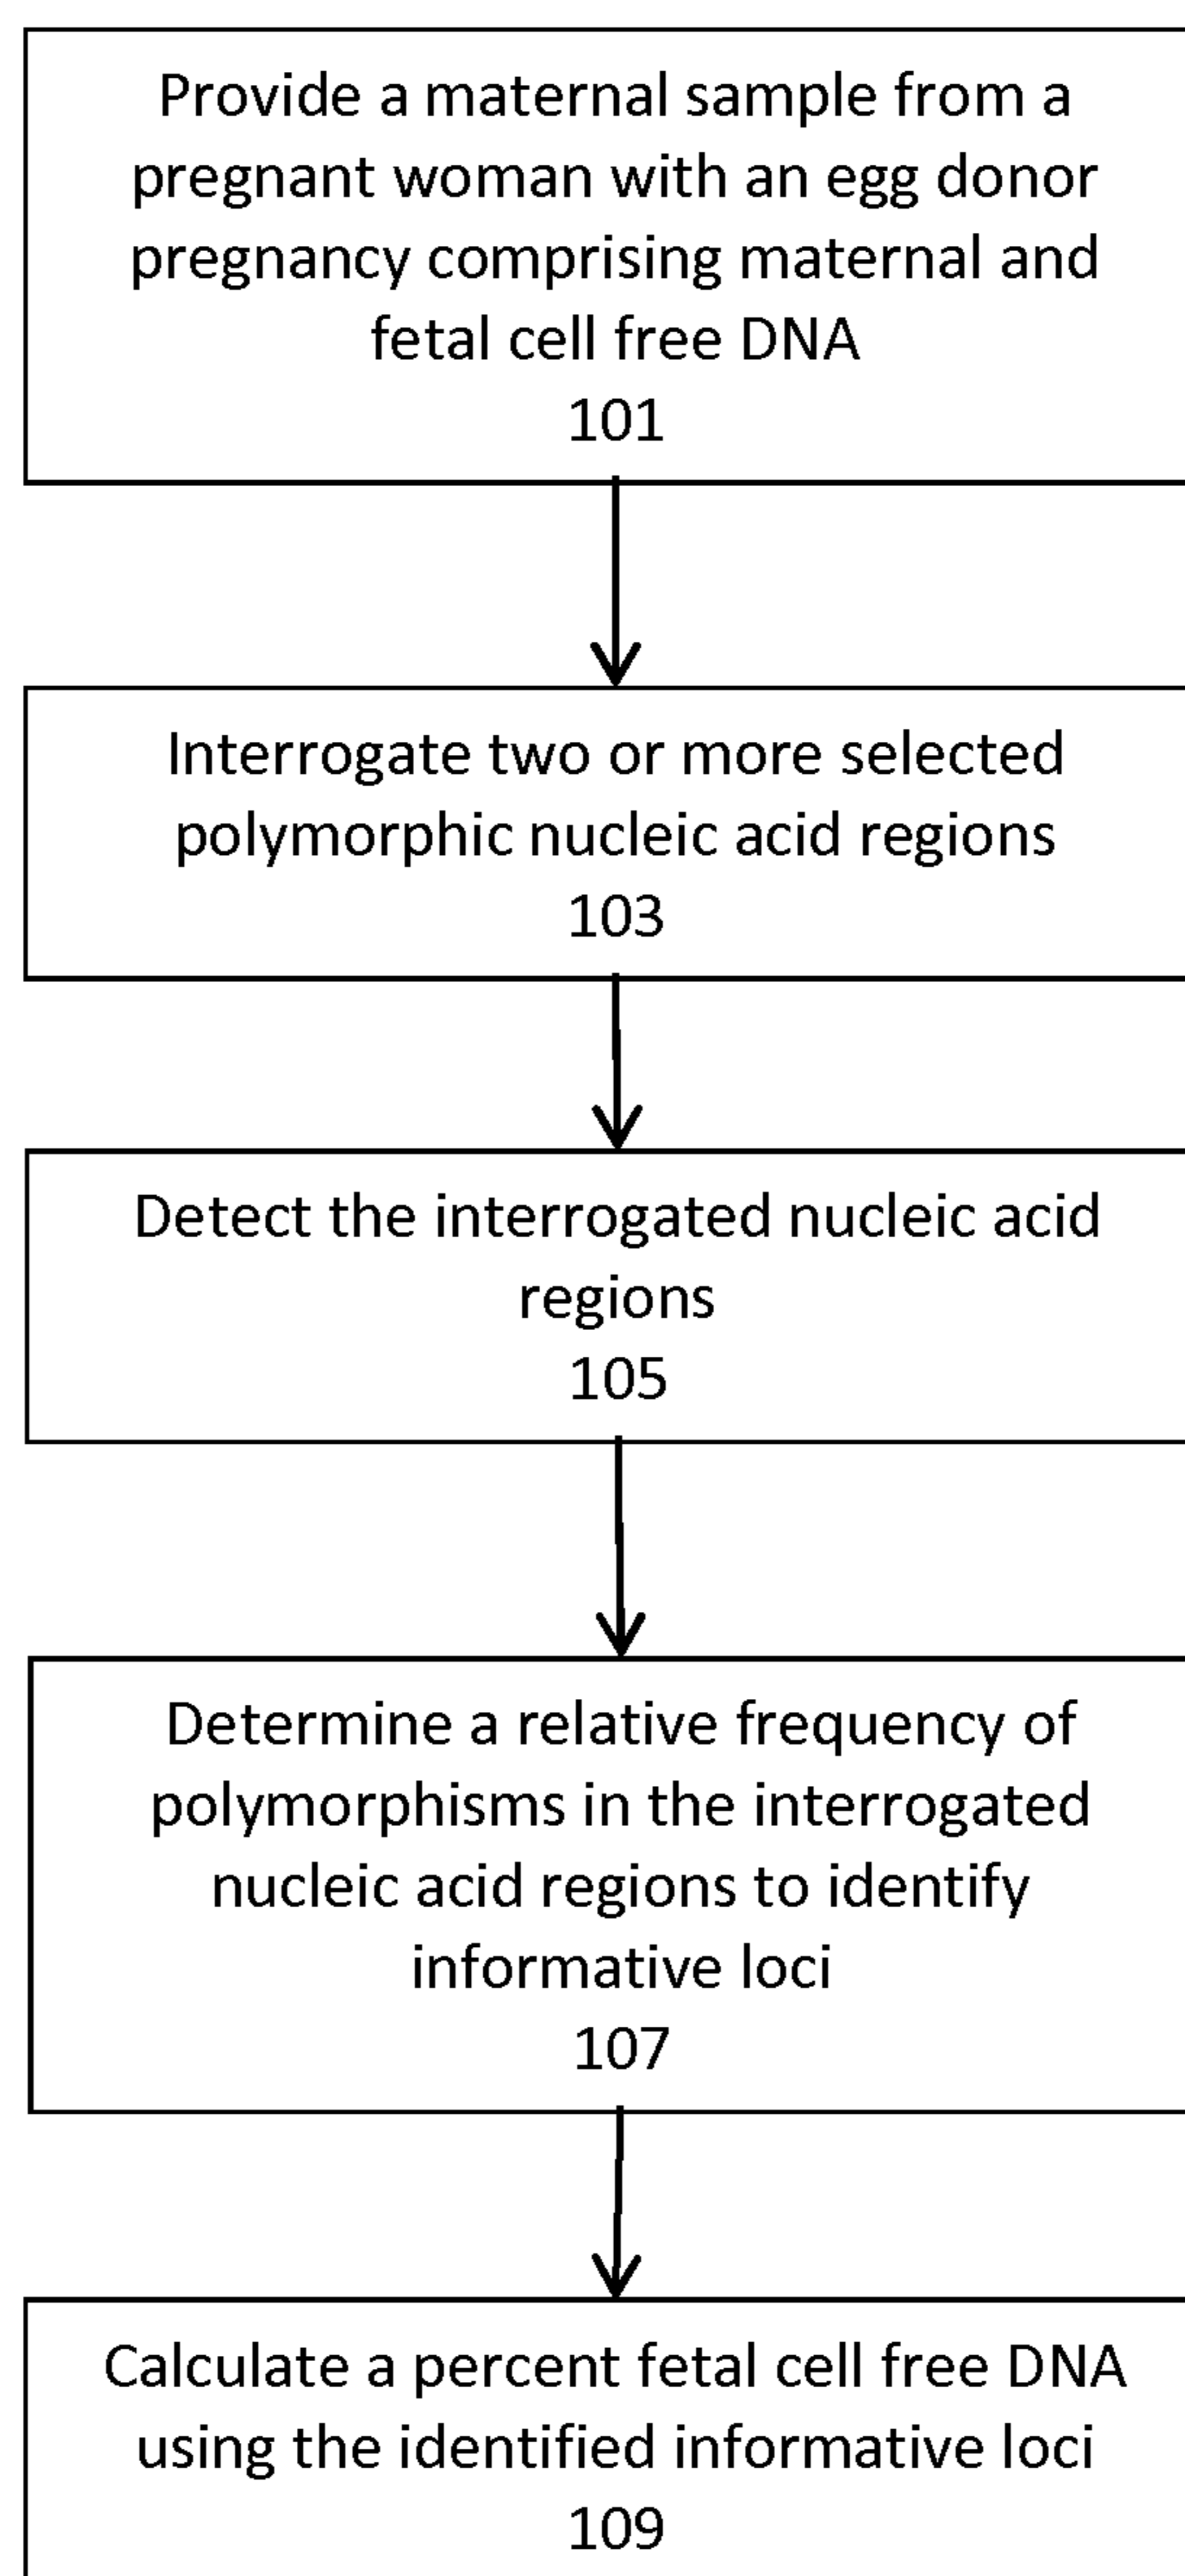 Provide a maternal sample from a
pregnant woman with an egg donor
pregnancy comprising maternal and
fetal cell free DNA
101
Interrogate two or more selected
polymorphic nucleic acid regions
103
Detect the interrogated nucleic acid
regions
105
Determine a relative frequency of
polymorphisms in the interrogated
nucleic acid regions to identify
informative loci
107
Calculate a percent fetal cell free DNA
using the identified informative loci
109